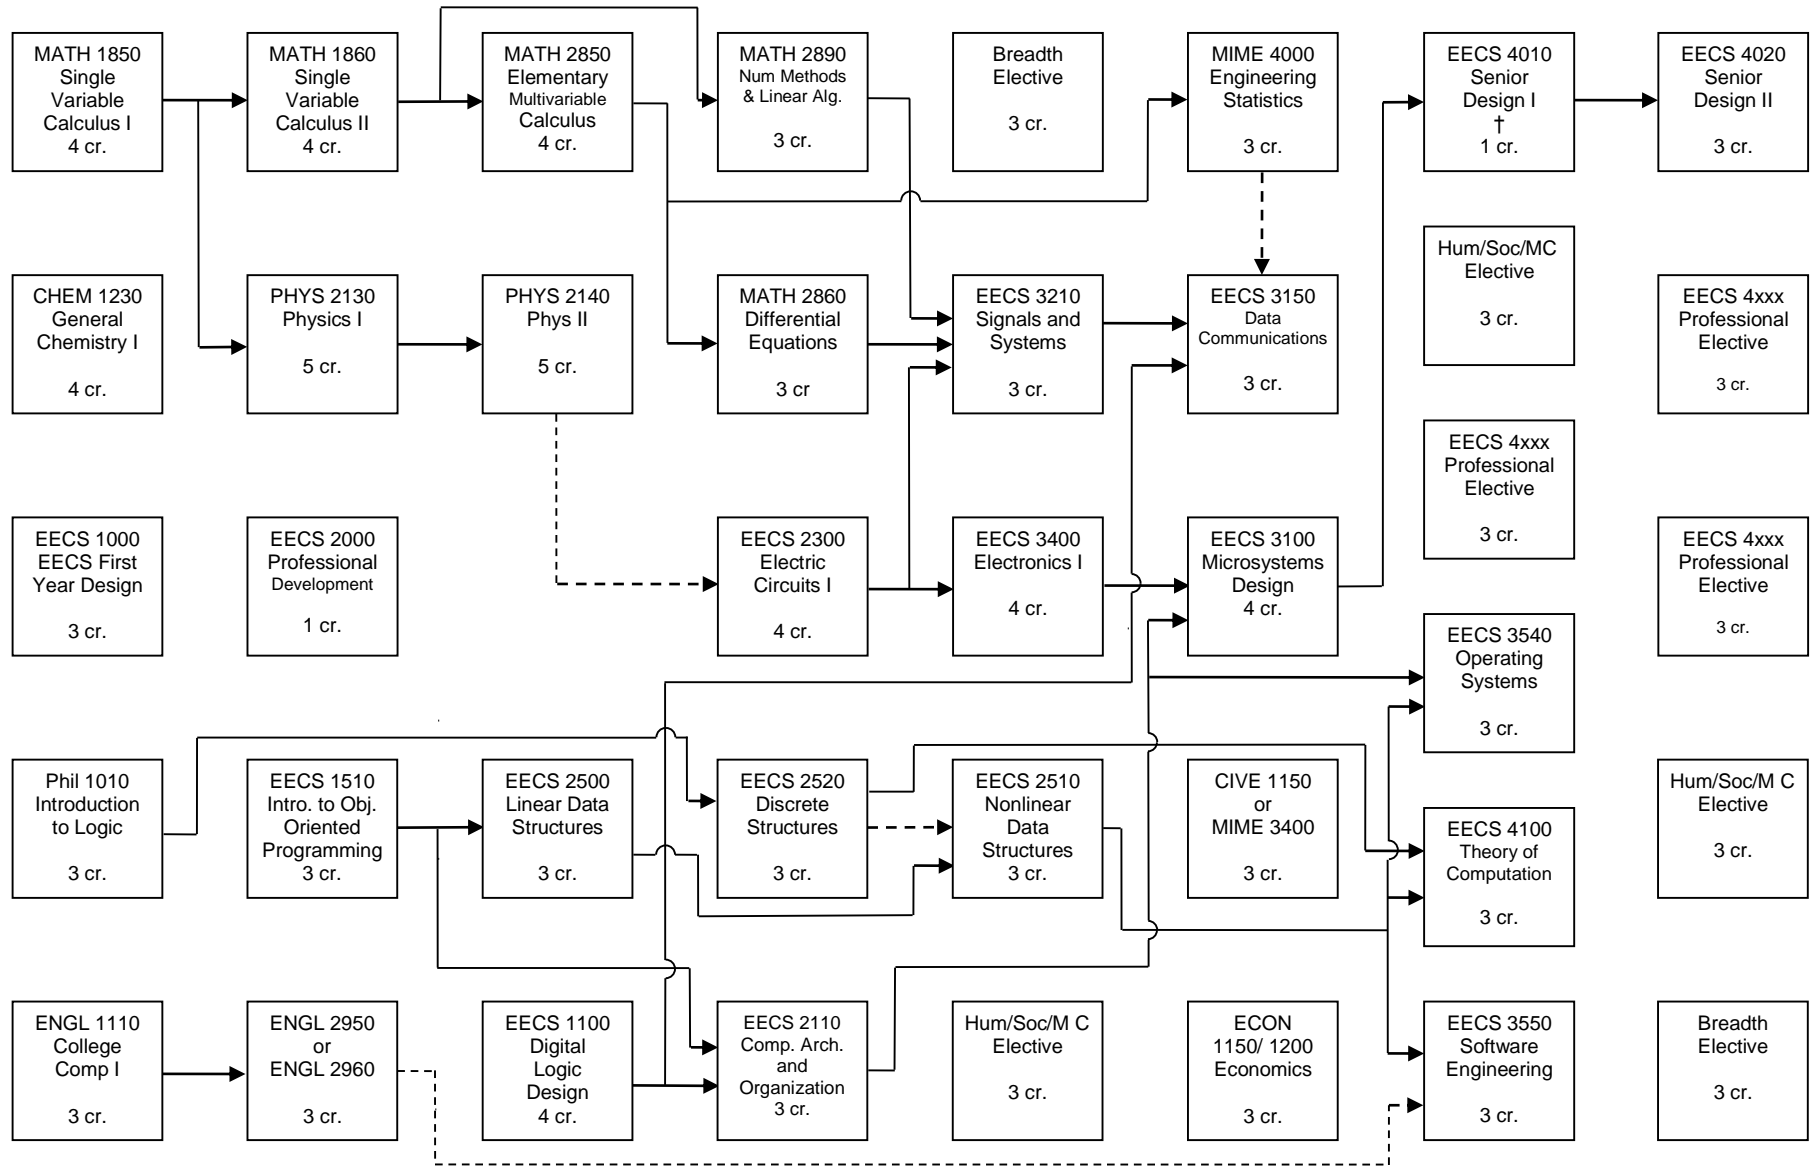 MATH 1850
Single
Variable
Calculus I
4 cr.
MATH 1860
Single
Variable
Calculus II
4 cr.
MATH 2850
Elementary
Multivariable
Calculus
4 cr.
MATH 2890
Num Methods
& Linear Alg.
3 cr.
Breadth
Elective
3 cr.
MIME 4000
Engineering
Statistics
3 cr.
EECS 4010
Senior
Design I
†
1 cr.
EECS 4020
Senior
Design II
3 cr.
CHEM 1230
General
Chemistry I
4 cr.
PHYS 2130
Physics I
5 cr.
PHYS 2140
Phys II
5 cr.
MATH 2860
Differential
Equations
3 cr
EECS 3210
Signals and
Systems
3 cr.
EECS 3150
Data
Communications
3 cr.
Hum/Soc/MC
Elective
3 cr.
EECS 4xxx
Professional
Elective
3 cr.
EECS 4xxx
Professional
Elective
3 cr.
EECS 1000
EECS First
Year Design
3 cr.
EECS 2000
Professional
Development
1 cr.
EECS 2300
Electric
Circuits I
4 cr.
EECS 3400
Electronics I
4 cr.
EECS 3100
Microsystems
Design
4 cr.
EECS 3540
Operating
Systems
3 cr.
EECS 4xxx
Professional
Elective
3 cr.
Phil 1010
Introduction
to Logic
3 cr.
EECS 1510
Intro. to Obj.
Oriented
Programming
3 cr.
EECS 2500
Linear Data
Structures
3 cr.
EECS 2520
Discrete
Structures
3 cr.
EECS 2510
Nonlinear
Data
Structures
3 cr.
CIVE 1150
or
MIME 3400
3 cr.
EECS 4100
Theory of
Computation
3 cr.
Hum/Soc/M C
Elective
3 cr.
ENGL 1110
College
Comp I
3 cr.
ENGL 2950
or
ENGL 2960
3 cr.
EECS 1100
Digital
Logic
Design
4 cr.
EECS 2110
Comp. Arch.
and
Organization
3 cr.
Hum/Soc/M C
Elective
3 cr.
ECON
1150/ 1200
Economics
3 cr.
EECS 3550
Software
Engineering
3 cr.
Breadth
Elective
3 cr.